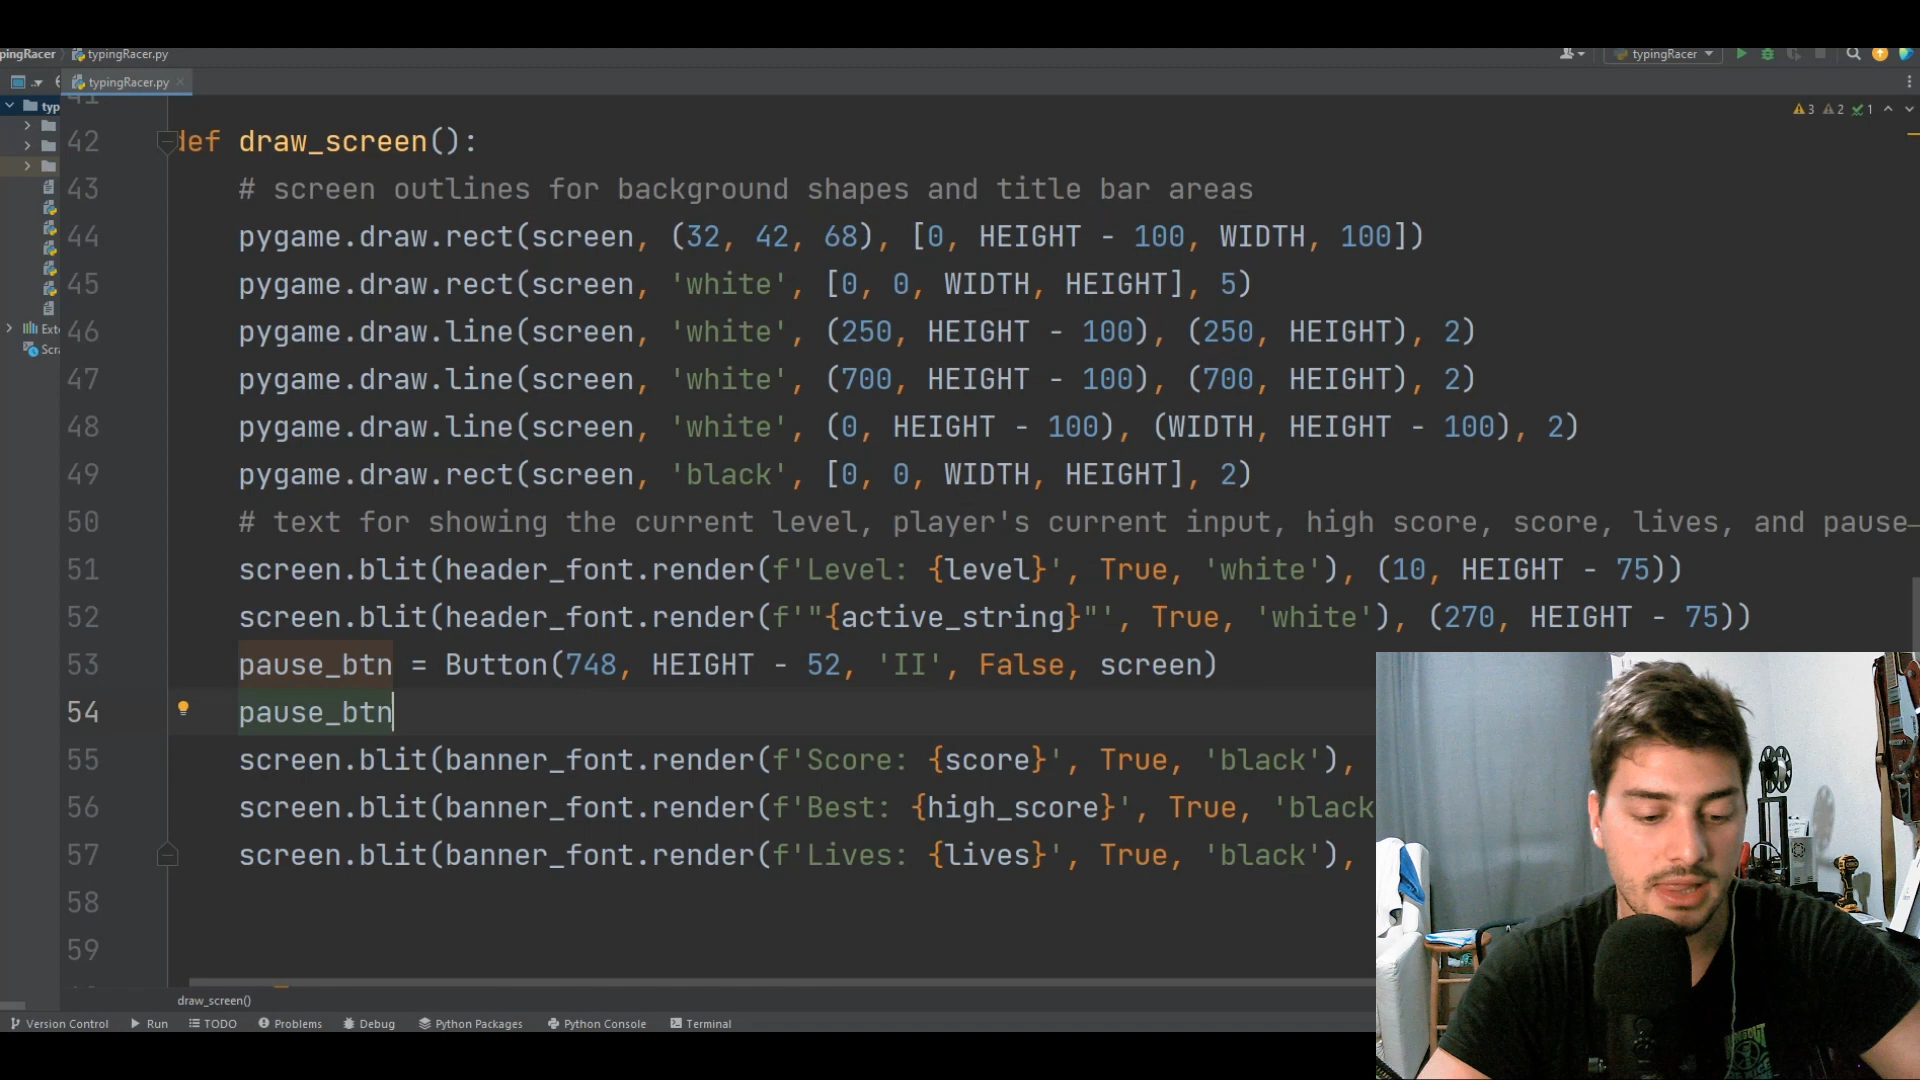 pingRacer typingRacer.py typingRacer
typingRacer.py
typ
3 2 1
41
42 def draw_screen():
43 # screen outlines for background shapes and title bar areas
44 pygame.draw.rect(screen, (32, 42, 68), [0, HEIGHT - 100, WIDTH, 100])
45 pygame.draw.rect(screen, 'white', [0, 0, WIDTH, HEIGHT], 5)
46 pygame.draw.line(screen, 'white', (250, HEIGHT - 100), (250, HEIGHT), 2)
47 pygame.draw.line(screen, 'white', (700, HEIGHT - 100), (700, HEIGHT), 2)
48 pygame.draw.line(screen, 'white', (0, HEIGHT - 100), (WIDTH, HEIGHT - 100), 2)
49 pygame.draw.rect(screen, 'black', [0, 0, WIDTH, HEIGHT], 2)
50 # text for showing the current level, player's current input, high score, score, lives, and pause
51 screen.blit(header_font.render(f'Level: {level}', True, 'white'), (10, HEIGHT - 75))
52 screen.blit(header_font.render(f'"{active_string}"', True, 'white'), (270, HEIGHT - 75))
53 pause_btn = Button(748, HEIGHT - 52, 'II', False, screen)
54 pause_btn
55 screen.blit(banner_font.render(f'Score: {score}', True, 'black'),
56 screen.blit(banner_font.render(f'Best: {high_score}', True, 'black
57 screen.blit(banner_font.render(f'Lives: {lives}', True, 'black'),
58
59
Exte
Scra
draw_screen()
Version Control Run TODO Problems Debug Python Packages Python Console Terminal